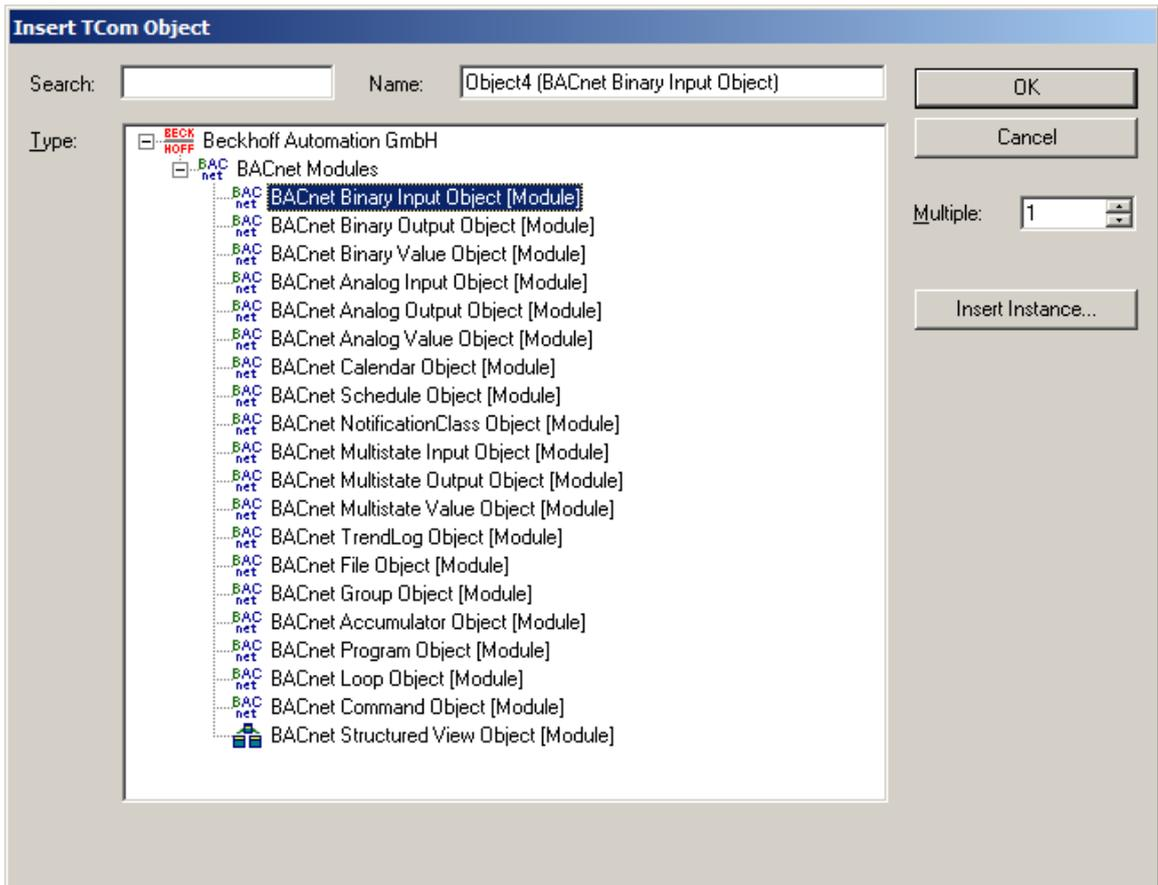 Insert TCom Object
Search: Name: Object4 (BACnet Binary Input Object) OK
Type: BECK HOFF Beckhoff Automation GmbH Cancel
BAC net BACnet Modules
BAC net BACnet Binary Input Object [Module] Multiple: 1
BAC net BACnet Binary Output Object [Module]
BAC net BACnet Binary Value Object [Module]
BAC net BACnet Analog Input Object [Module]
BAC net BACnet Analog Output Object [Module] Insert Instance...
BAC net BACnet Analog Value Object [Module]
BAC net BACnet Calendar Object [Module]
BAC net BACnet Schedule Object [Module]
BAC net BACnet NotificationClass Object [Module]
BAC net BACnet Multistate Input Object [Module]
BAC net BACnet Multistate Output Object [Module]
BAC net BACnet Multistate Value Object [Module]
BAC net BACnet TrendLog Object [Module]
BAC net BACnet File Object [Module]
BAC net BACnet Group Object [Module]
BAC net BACnet Accumulator Object [Module]
BAC net BACnet Program Object [Module]
BAC net BACnet Loop Object [Module]
BAC net BACnet Command Object [Module]
BACnet Structured View Object [Module]